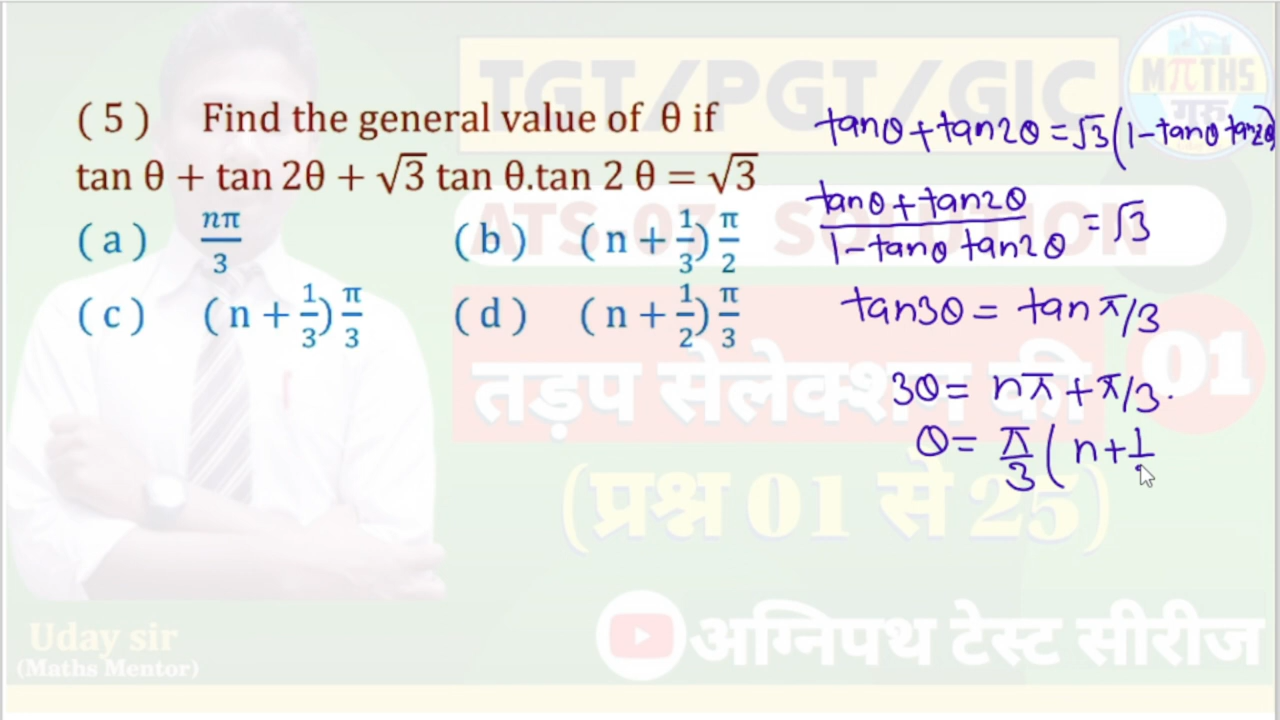 TGT/PGT/GIC
MπTHS
गुरु
( 5 ) Find the general value of θ if
tan θ + tan 2θ + √3 tan θ.tan 2 θ = √3
ATS-07 SOLUTION
( a ) nπ/3 ( b ) (n + 1/3) π/2
( c ) (n + 1/3) π/3 ( d ) (n + 1/2) π/3
tanθ + tan2θ = √3(1-tanθ tan2θ)
tanθ + tan2θ / 1-tanθ tan2θ = √3
tan3θ = tan π/3
3θ = nπ + π/3.
θ = π/3 ( n + 1
तड़प सेलेक्शन की 01
(प्रश्न 01 से 25)
Uday sir
(Maths Mentor)
अग्निपथ टेस्ट सीरीज